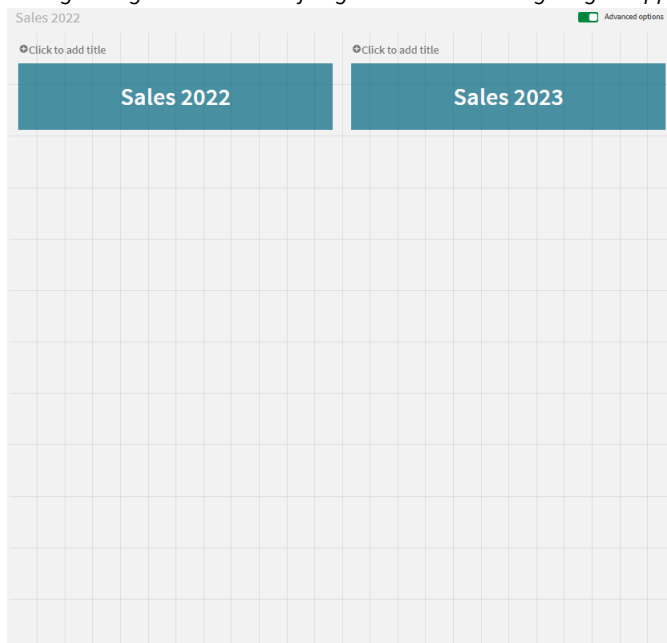 Sales 2022
Advanced options
Click to add title
Click to add title
Sales 2022
Sales 2023